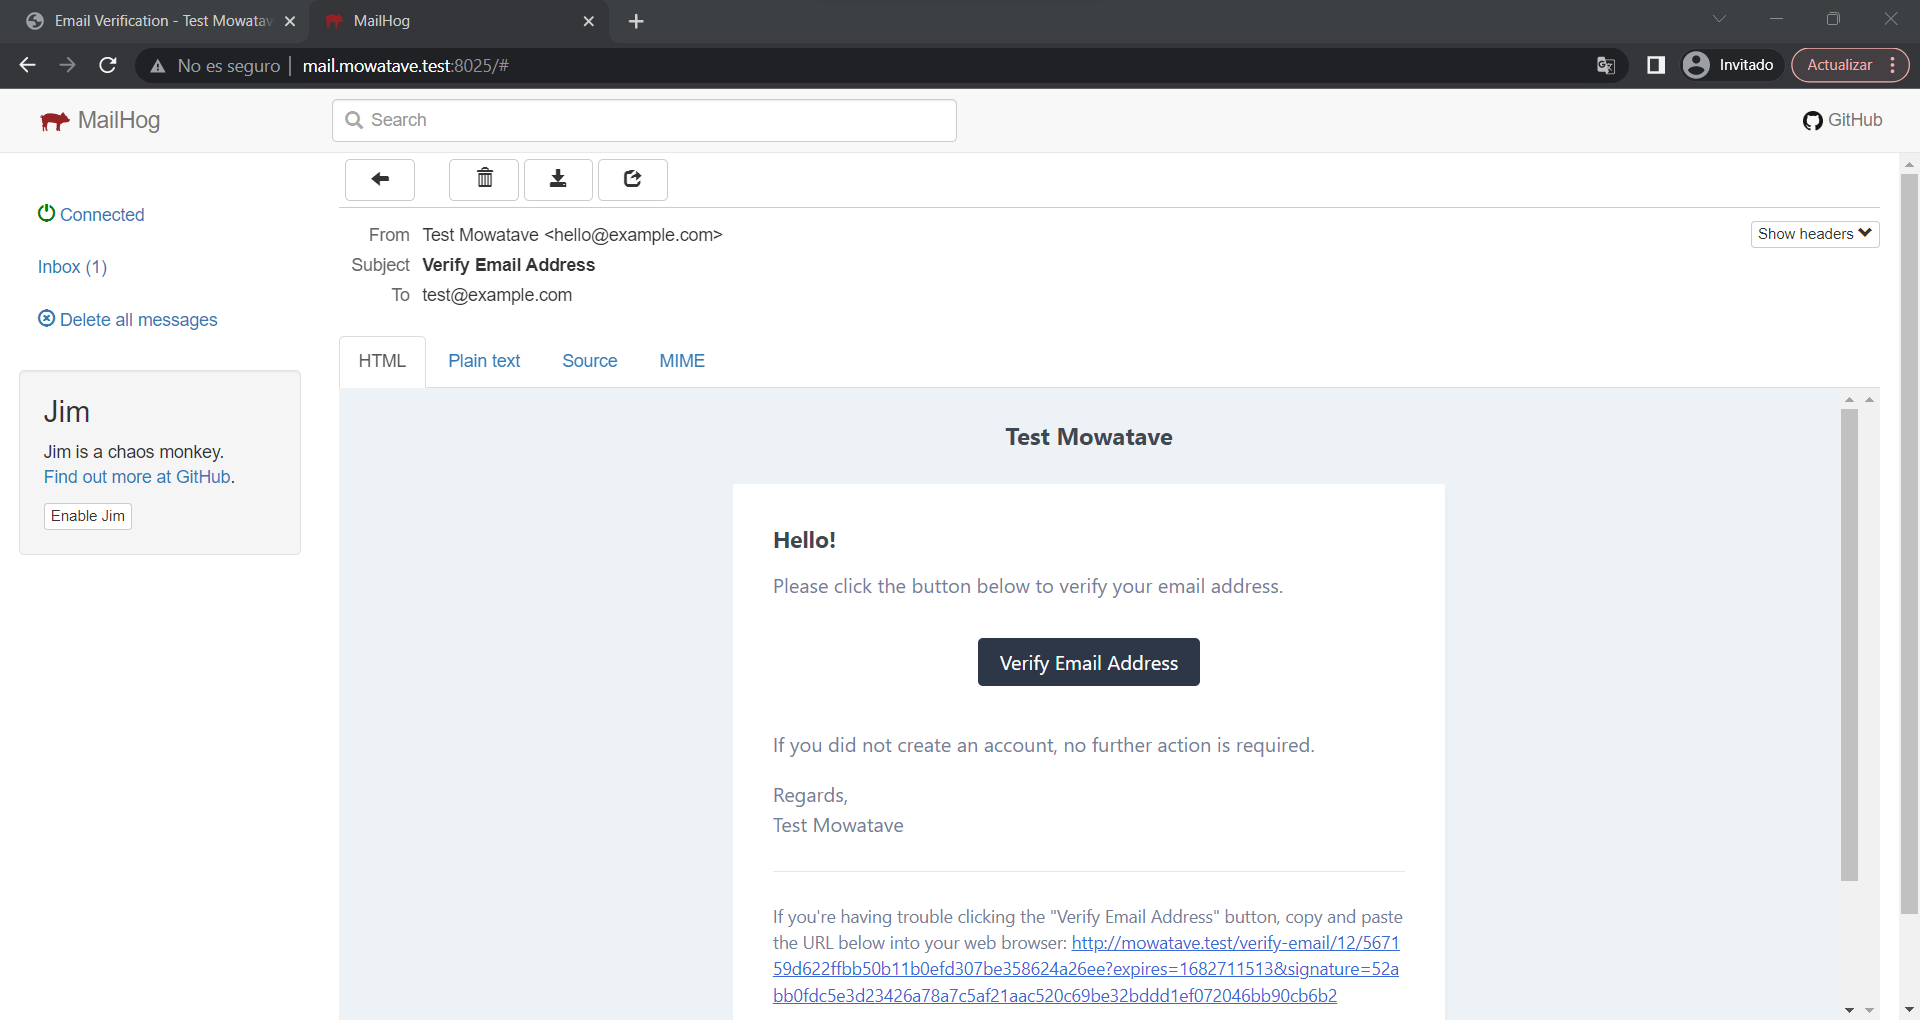 Email Verification - Test Mowatav
MailHog
No es seguro
mail.mowatave.test:8025/#
Invitado
Actualizar
MailHog
Search
GitHub
Connected
Inbox (1)
Delete all messages
Jim
Jim is a chaos monkey.
Find out more at GitHub.
Enable Jim
From Test Mowatave <hello@example.com>
Show headers
Subject Verify Email Address
To test@example.com
HTML Plain text Source MIME
Test Mowatave
Hello!
Please click the button below to verify your email address.
Verify Email Address
If you did not create an account, no further action is required.
Regards,
Test Mowatave
If you're having trouble clicking the "Verify Email Address" button, copy and paste
the URL below into your web browser: http://mowatave.test/verify-email/12/5671
59d622ffbb50b11b0efd307be358624a26ee?expires=1682711513&signature=52a
bb0fdc5e3d23426a78a7c5af21aac520c69be32bddd1ef072046bb90cb6b2